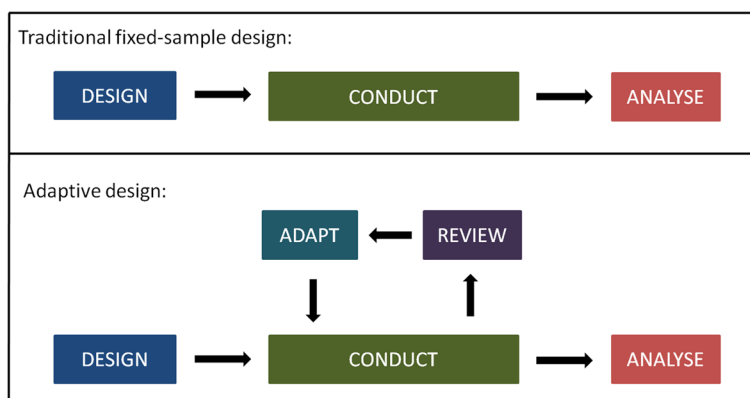 Traditional fixed-sample design:
DESIGN
CONDUCT
ANALYSE
Adaptive design:
ADAPT
REVIEW
DESIGN
CONDUCT
ANALYSE